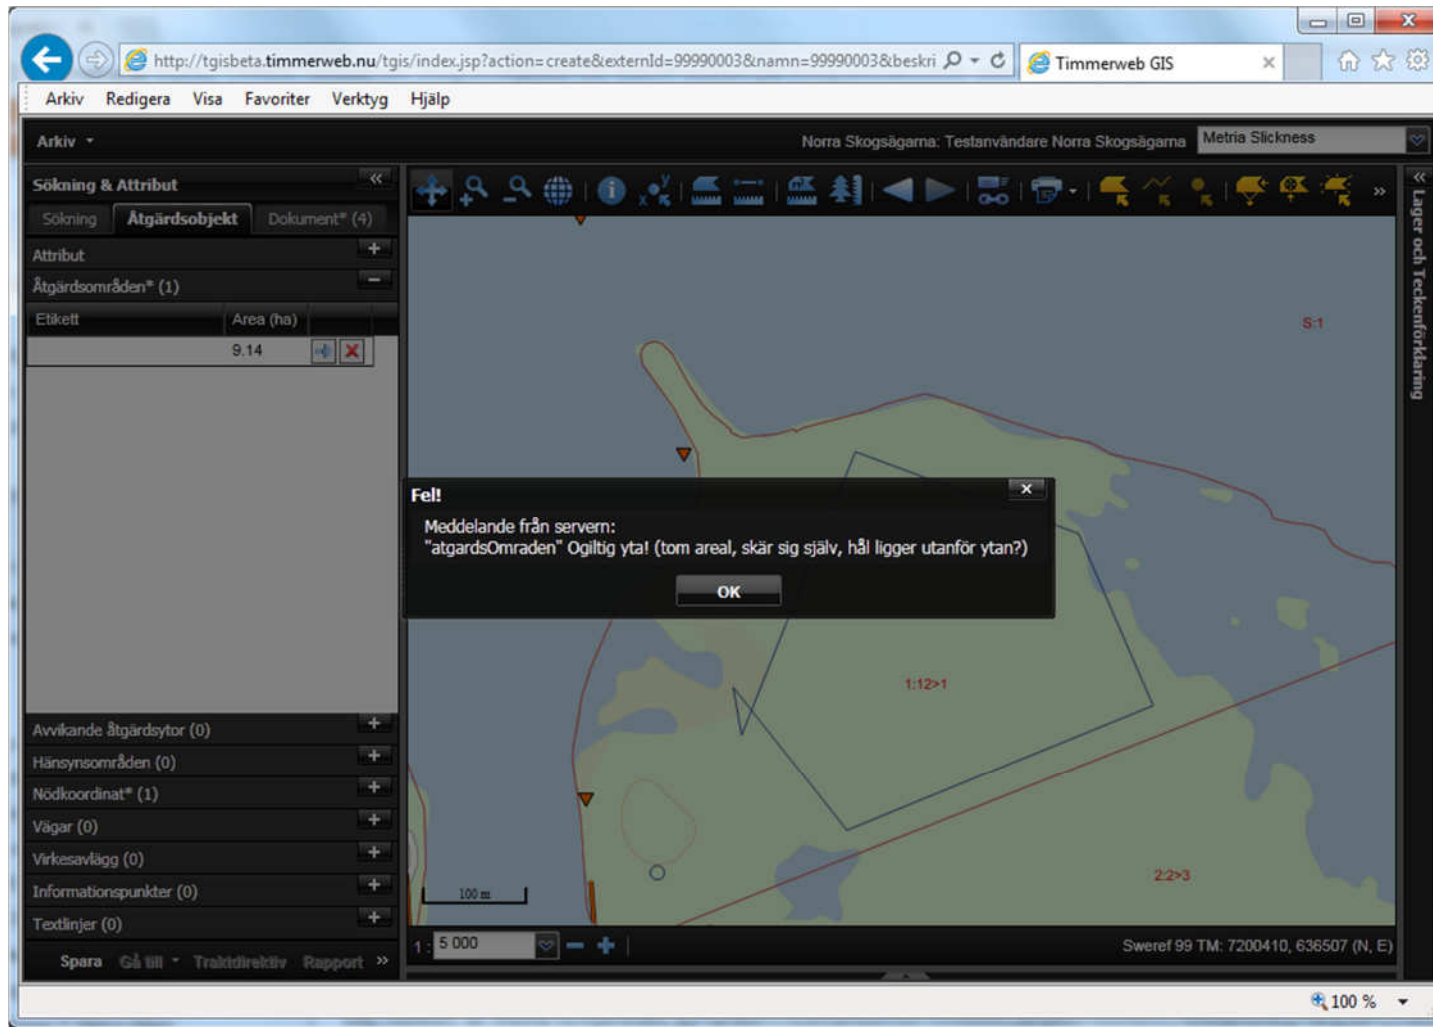 http://tgisbeta.timmerweb.nu/tgis/index.jsp?action=create&externId=99990003&namn=99990003&beskri
Timmerweb GIS
Arkiv Redigera Visa Favoriter Verktyg Hjälp
Arkiv
Norra Skogsägarna: Testanvändare Norra Skogsägarna
Metria Slickness
Sökning & Attribut
Sökning Åtgärdsobjekt Dokument* (4)
Attribut
Åtgärdsområden* (1)
Etikett Area (ha)
9.14
Lager och Teckenförklaring
S:1
Fel!
Meddelande från servern:
"atgardsOmraden" Ogiltig yta! (tom areal, skär sig själv, hål ligger utanför ytan?)
OK
1:12>1
2:2>3
100 m
Avvikande åtgärdsytor (0)
Hänsynsområden (0)
Nödkoordinat* (1)
Vägar (0)
Virkesavlägg (0)
Informationspunkter (0)
Textlinjer (0)
Spara Gå till Traktdirektiv Rapport »
1 : 5 000
Sweref 99 TM: 7200410, 636507 (N, E)
100 %